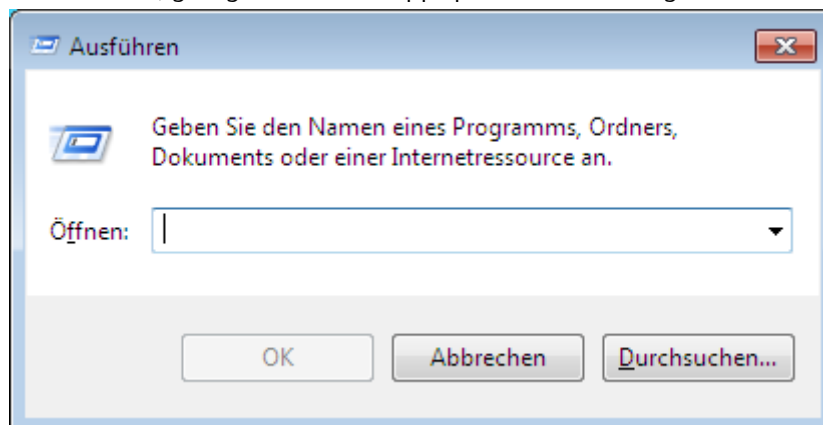 Ausführen
Geben Sie den Namen eines Programms, Ordners,
Dokuments oder einer Internetressource an.
Öffnen:
OK Abbrechen Durchsuchen...